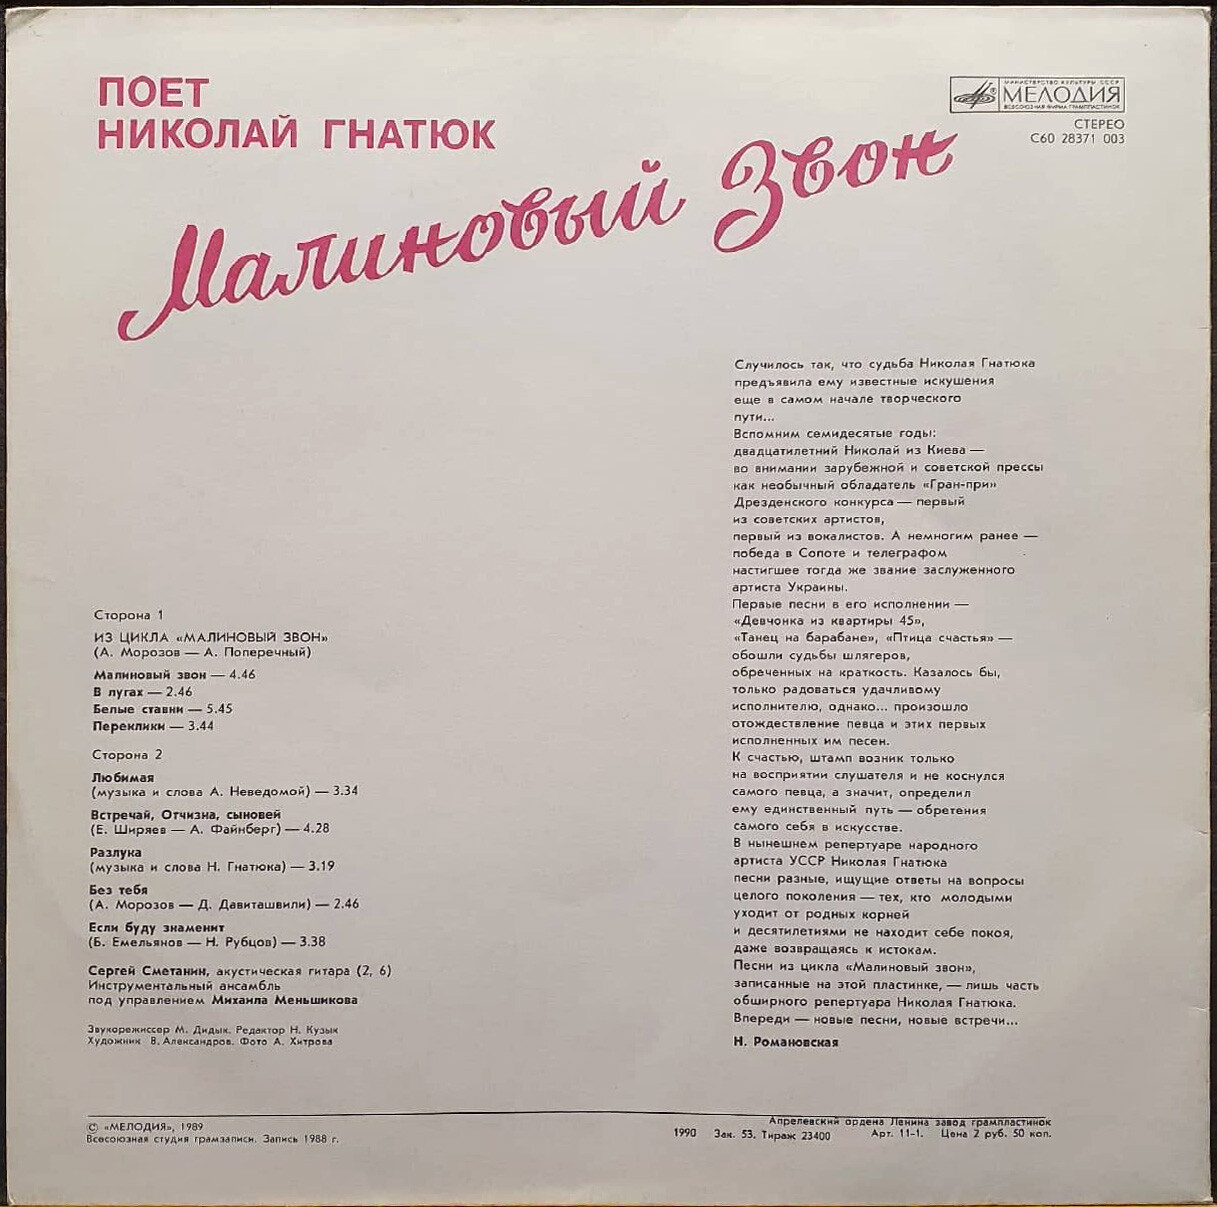 ПОЕТ
НИКОЛАЙ ГНАТЮК
Малиновый Звон
МИНИСТЕРСТВО КУЛЬТУРЫ СССР
МЕЛОДИЯ
ВСЕСОЮЗНАЯ ФИРМА ГРАМПЛАСТИНОК
СТЕРЕО
С60 28371 003
Случилось так, что судьба Николая Гнатюка
предъявила ему известные искушения
еще в самом начале творческого
пути...
Вспомним семидесятые годы:
двадцатилетний Николай из Киева —
во внимании зарубежной и советской прессы
как необычный обладатель «Гран-при»
Дрезденского конкурса — первый
из советских артистов,
первый из вокалистов. А немногим ранее —
победа в Сопоте и телеграфом
настигшее тогда же звание заслуженного
артиста Украины.
Первые песни в его исполнении —
«Девчонка из квартиры 45»,
«Танец на барабане», «Птица счастья» —
обошли судьбы шлягеров,
обреченных на краткость. Казалось бы,
только радоваться удачливому
исполнителю, однако... произошло
отождествление певца и этих первых
исполненных им песен.
К счастью, штамп возник только
на восприятии слушателя и не коснулся
самого певца, а значит, определил
ему единственный путь — обретения
самого себя в искусстве.
В нынешнем репертуаре народного
артиста УССР Николая Гнатюка
песни разные, ищущие ответы на вопросы
целого поколения — тех, кто молодыми
уходит от родных корней
и десятилетиями не находит себе покоя,
даже возвращаясь к истокам.
Песни из цикла «Малиновый звон»,
записанные на этой пластинке, — лишь часть
обширного репертуара Николая Гнатюка.
Впереди — новые песни, новые встречи...
Н. Романовская
Сторона 1
ИЗ ЦИКЛА «МАЛИНОВЫЙ ЗВОН»
(А. Морозов — А. Поперечный)
Малиновый звон — 4.46
В лугах — 2.46
Белые ставни — 5.45
Переклики — 3.44
Сторона 2
Любимая
(музыка и слова А. Неведомой) — 3.34
Встречай, Отчизна, сыновей
(Е. Ширяев — А. Файнберг) — 4.28
Разлука
(музыка и слова Н. Гнатюка) — 3.19
Без тебя
(А. Морозов — Д. Давиташвили) — 2.46
Если буду знаменит
(Б. Емельянов — Н. Рубцов) — 3.38
Сергей Сметанин, акустическая гитара (2, 6)
Инструментальный ансамбль
под управлением Михаила Меньшикова
Звукорежиссер М. Дидык. Редактор Н. Кузык
Художник В. Александров. Фото А. Хитрова
© «МЕЛОДИЯ», 1989
Всесоюзная студия грамзаписи. Запись 1988 г.
Апрелевский ордена Ленина завод грампластинок
1990 Зак. 53. Тираж 23400 Арт. 11-1. Цена 2 руб. 50 коп.